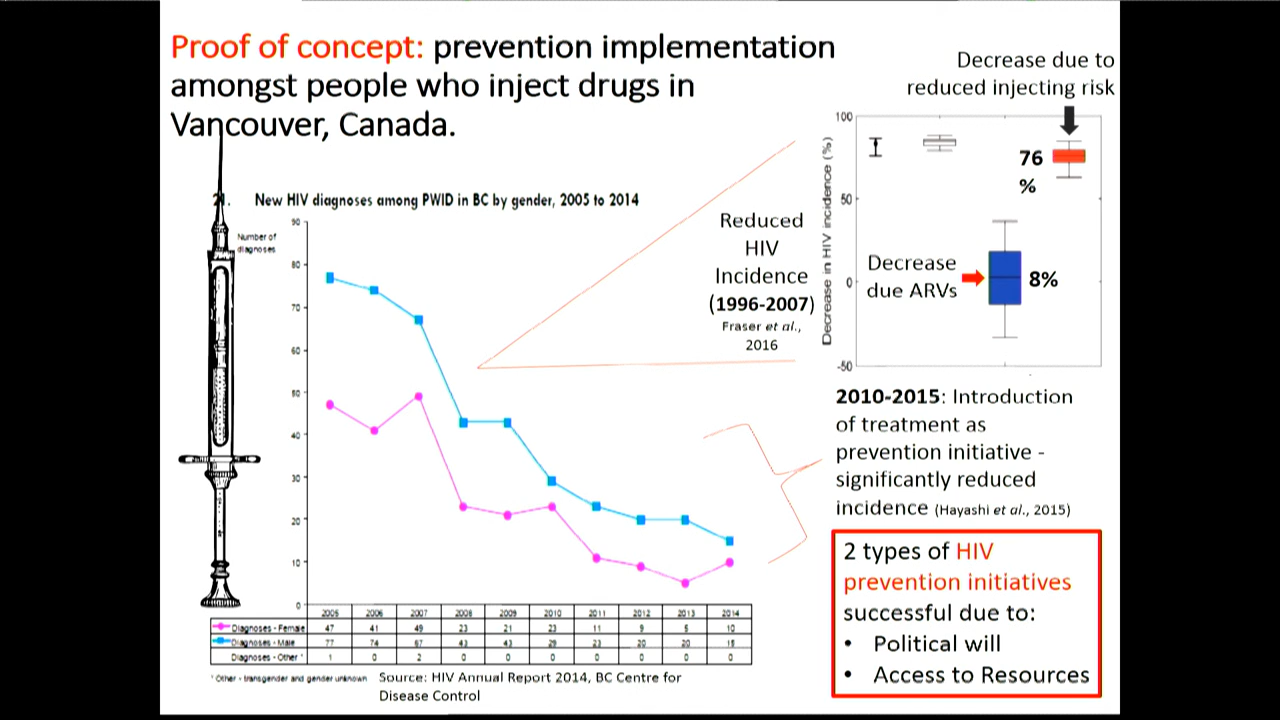 Proof of concept: prevention implementation
amongst people who inject drugs in
Vancouver, Canada.
Decrease due to
reduced injecting risk
100
50
0
-50
Decrease in HIV incidence (%)
76
%
Decrease
due ARVs
8%
Reduced
HIV
Incidence
(1996-2007)
Fraser et al.,
2016
21. New HIV diagnoses among PWID in BC by gender, 2005 to 2014
Number of
diagnoses
90
80
70
60
50
40
30
20
10
0
2005 2006 2007 2008 2009 2010 2011 2012 2013 2014
Diagnoses - Female 47 41 49 23 21 23 11 9 5 10
Diagnoses - Male 77 74 67 43 43 29 23 20 20 15
Diagnoses - Other * 1 0 2 0 0 0 0 0 0 0
* Other - transgender and gender unknown
Source: HIV Annual Report 2014, BC Centre for
Disease Control
2010-2015: Introduction
of treatment as
prevention initiative -
significantly reduced
incidence (Hayashi et al., 2015)
2 types of HIV
prevention initiatives
successful due to:
• Political will
• Access to Resources